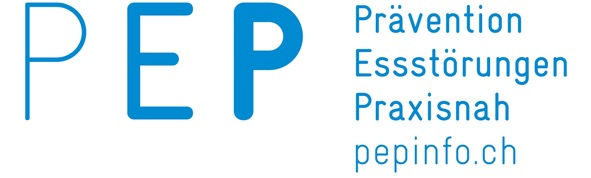 PEP
Prävention
Essstörungen
Praxisnah
pepinfo.ch